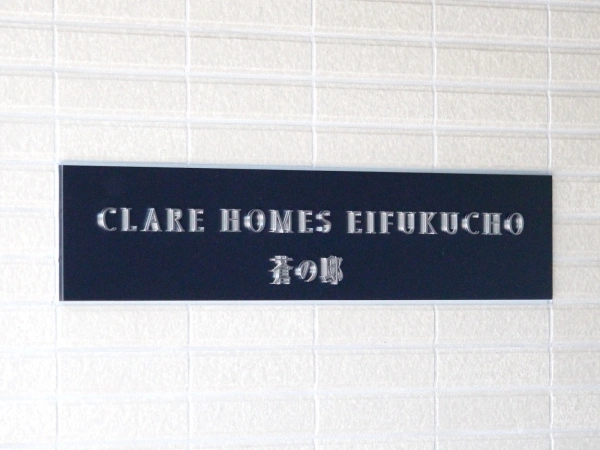 CLARE HOMES EIFUKUCHO
蒼の邸